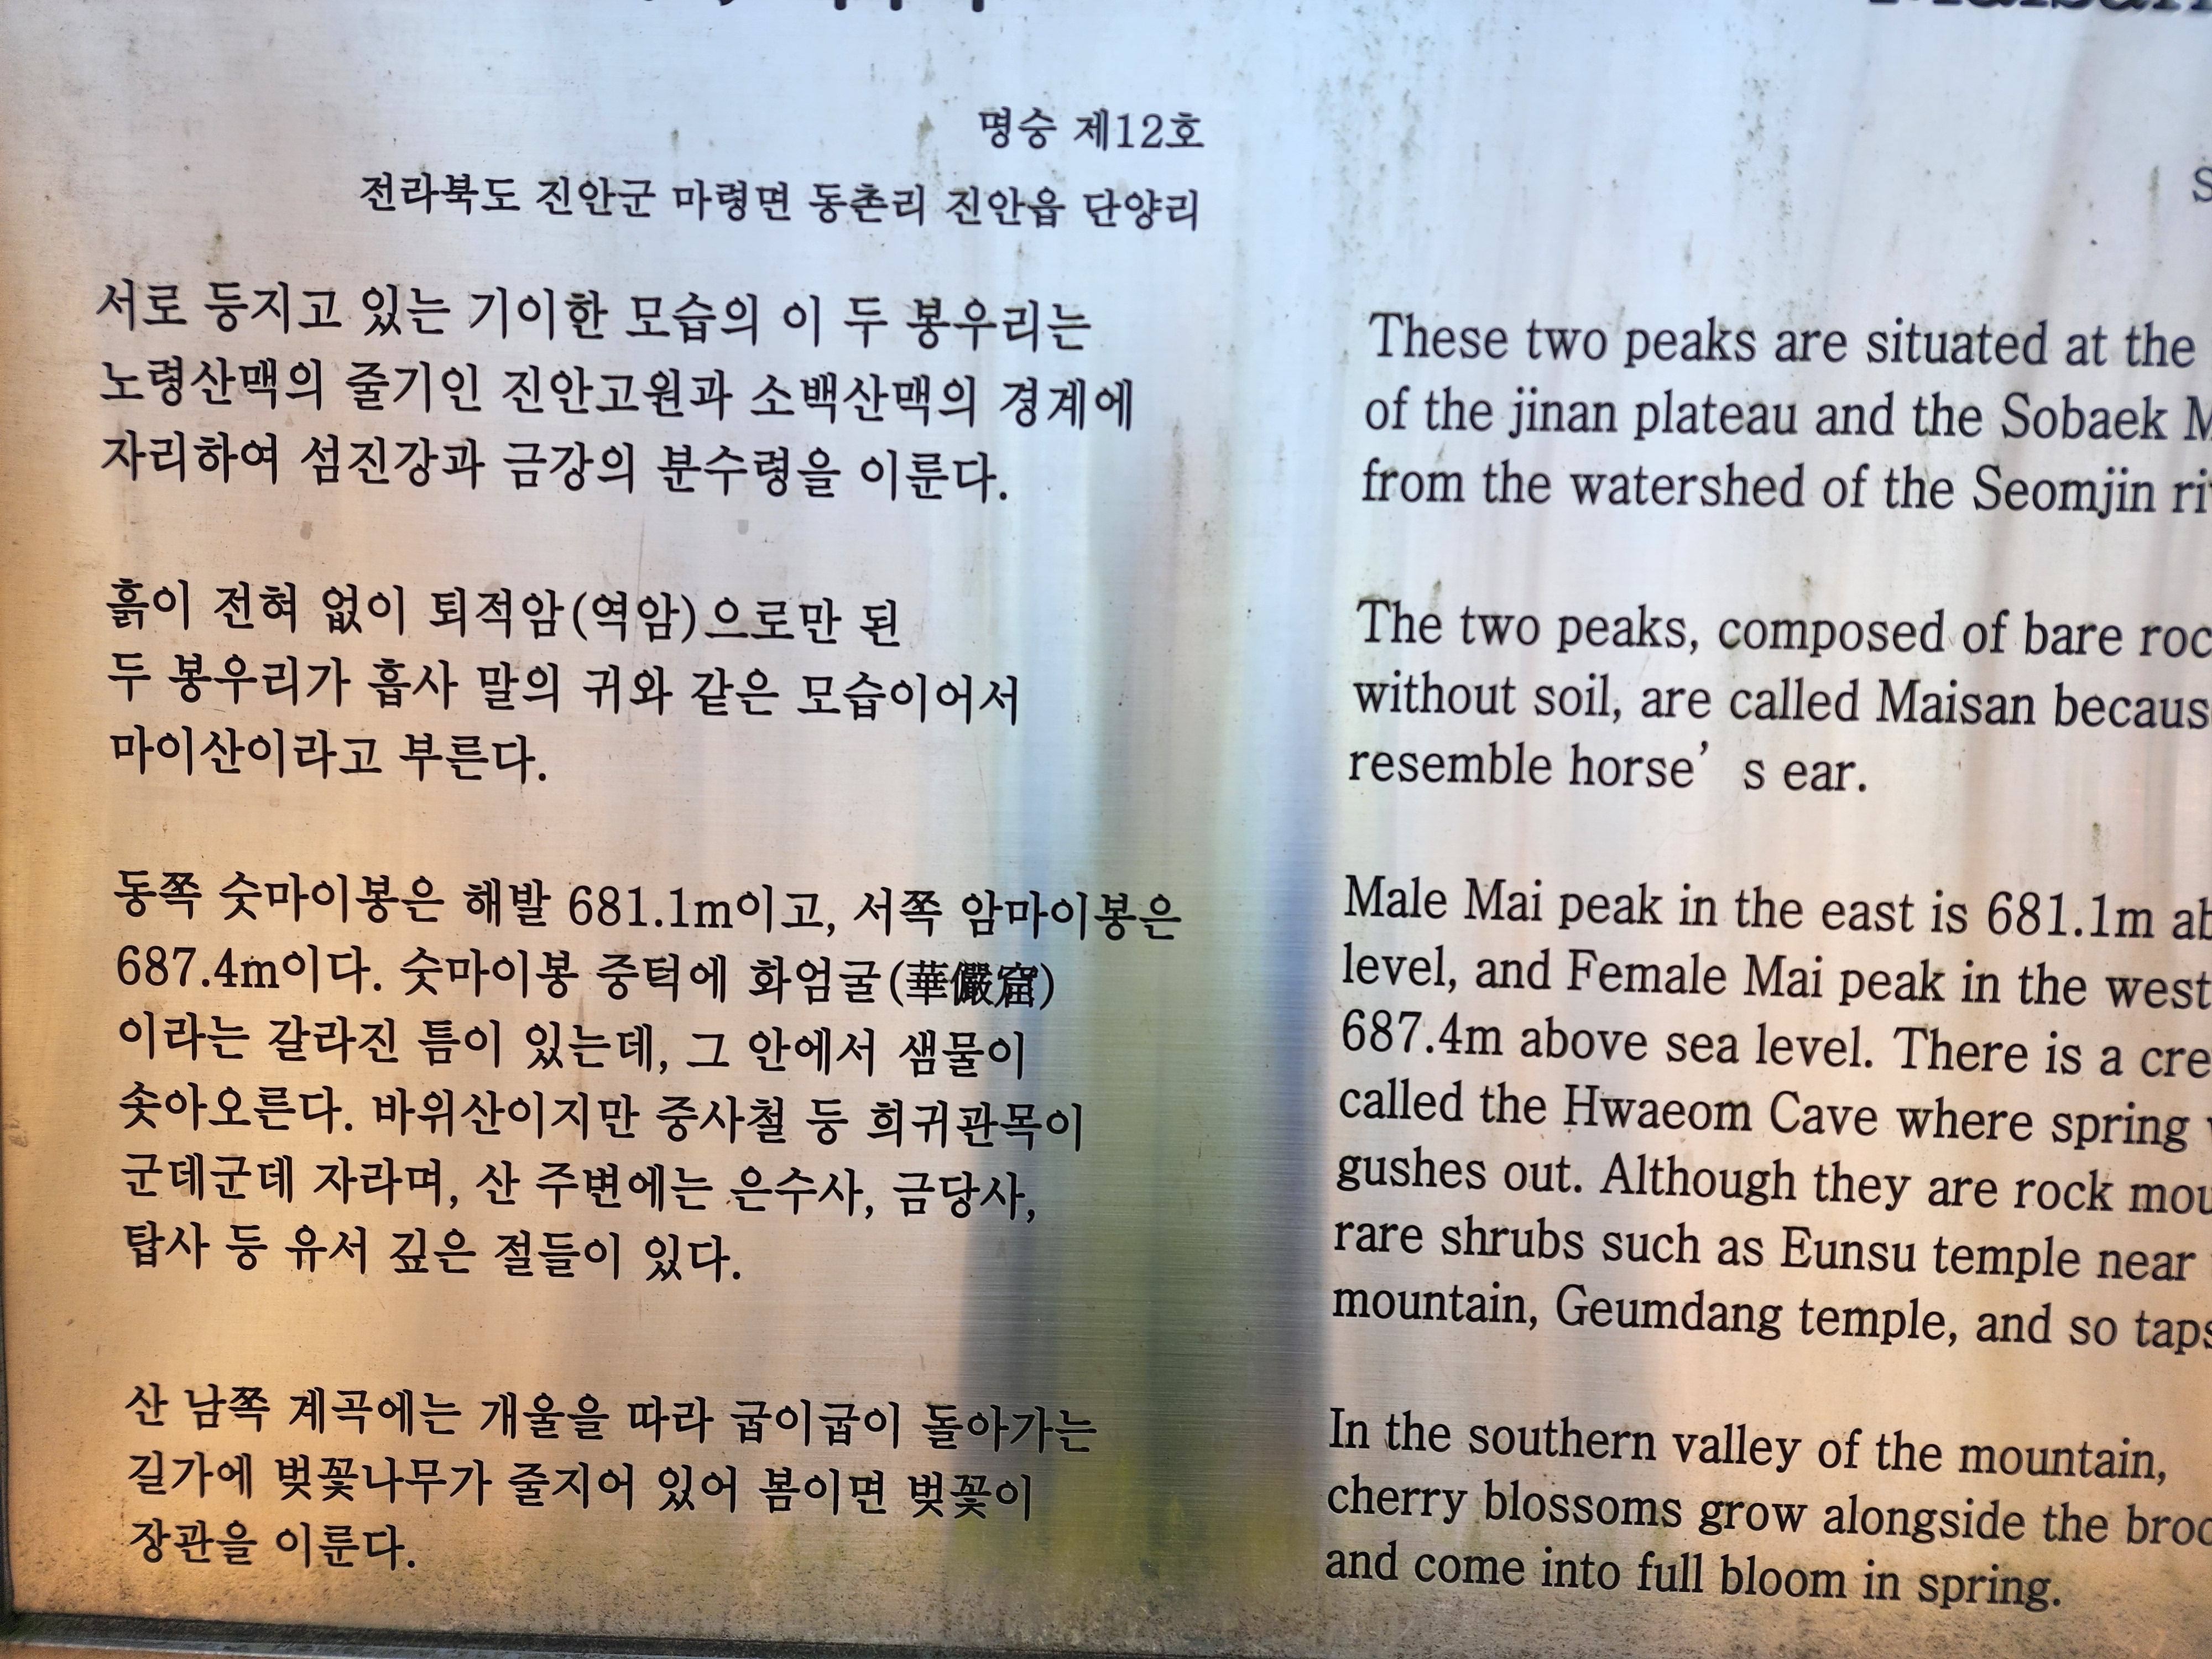 명승 제12호
전라북도 진안군 마령면 동촌리 진안읍 단양리
서로 등지고 있는 기이한 모습의 이 두 봉우리는
노령산맥의 줄기인 진안고원과 소백산맥의 경계에
자리하여 섬진강과 금강의 분수령을 이룬다.
흙이 전혀 없이 퇴적암(역암)으로만 된
두 봉우리가 흡사 말의 귀와 같은 모습이어서
마이산이라고 부른다.
동쪽 숫마이봉은 해발 681.1m이고, 서쪽 암마이봉은
687.4m이다. 숫마이봉 중턱에 화엄굴(華儼窟)
이라는 갈라진 틈이 있는데, 그 안에서 샘물이
솟아오른다. 바위산이지만 중사철 등 희귀관목이
군데군데 자라며, 산 주변에는 은수사, 금당사,
탑사 등 유서 깊은 절들이 있다.
산 남쪽 계곡에는 개울을 따라 굽이굽이 돌아가는
길가에 벚꽃나무가 줄지어 있어 봄이면 벚꽃이
장관을 이룬다.
These two peaks are situated at the
of the jinan plateau and the Sobaek
from the watershed of the Seomjin
The two peaks, composed of bare
without soil, are called Maisan
resemble horse's ear.
Male Mai peak in the east is 681.1m
level, and Female Mai peak in the west
687.4m above sea level. There is a
called the Hwaeom Cave where spring
gushes out. Although they are rock
rare shrubs such as Eunsu temple near
mountain, Geumdang temple, and so
In the southern valley of the mountain,
cherry blossoms grow alongside the
and come into full bloom in spring.